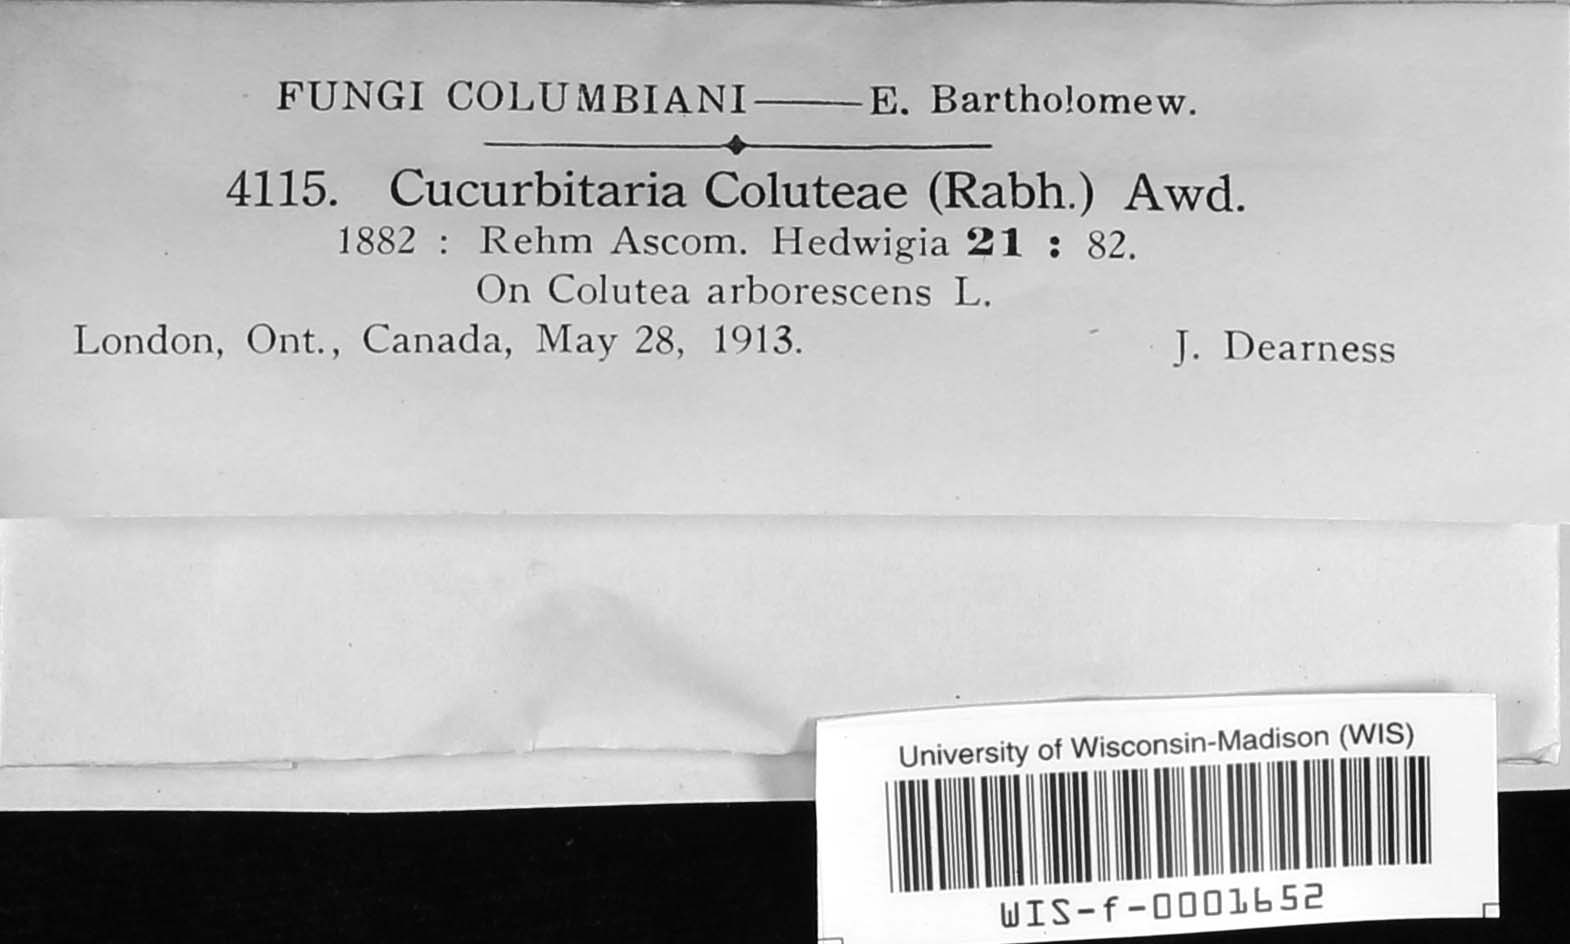 FUNGI COLUMBIANI——E. Bartholomew.
4115. Cucurbitaria Coluteae (Rabh.) Awd.
1882 : Rehm Ascom. Hedwigia 21 : 82.
On Colutea arborescens L.
London, Ont., Canada, May 28, 1913. J. Dearness
University of Wisconsin-Madison (WIS)
WIS-f-0001652